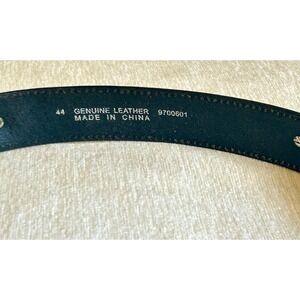 44 GENUINE LEATHER 9700601
MADE IN CHINA